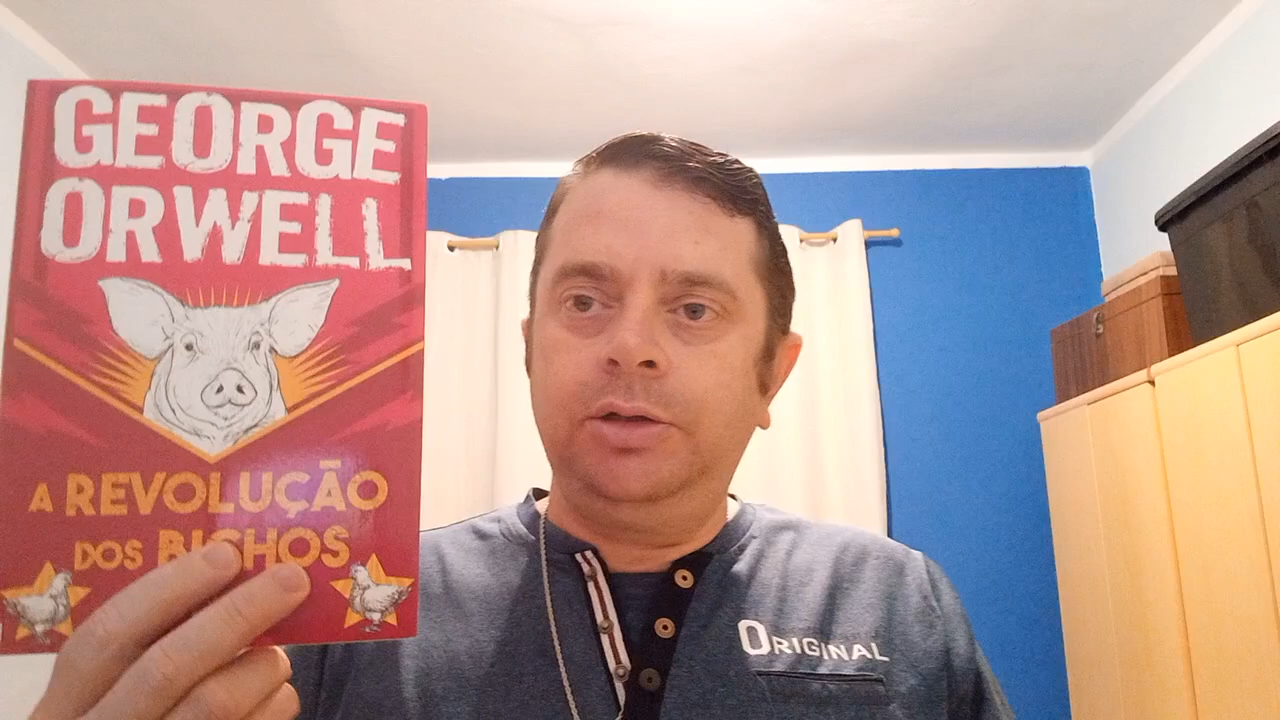 GEORGE
ORWELL
A REVOLUÇÃO
DOS BICHOS
ORIGINAL